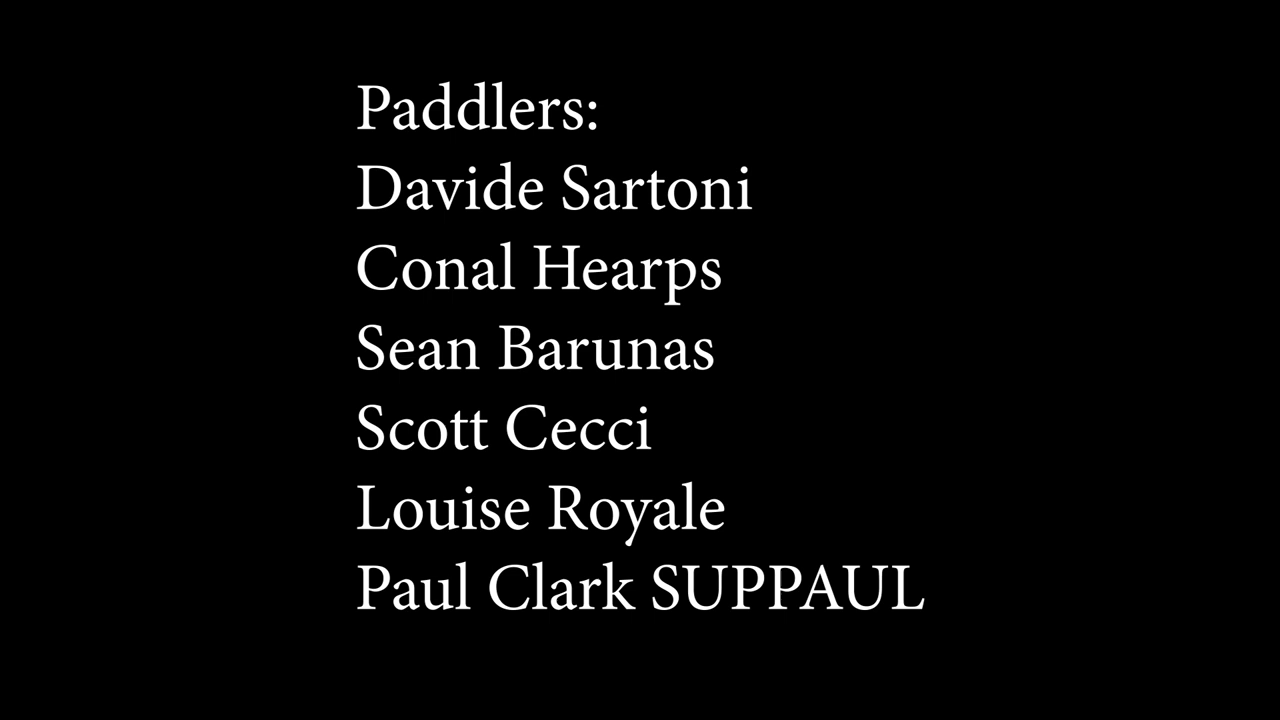 Paddlers:
Davide Sartoni
Conal Hearps
Sean Barunas
Scott Cecci
Louise Royale
Paul Clark SUPPAUL